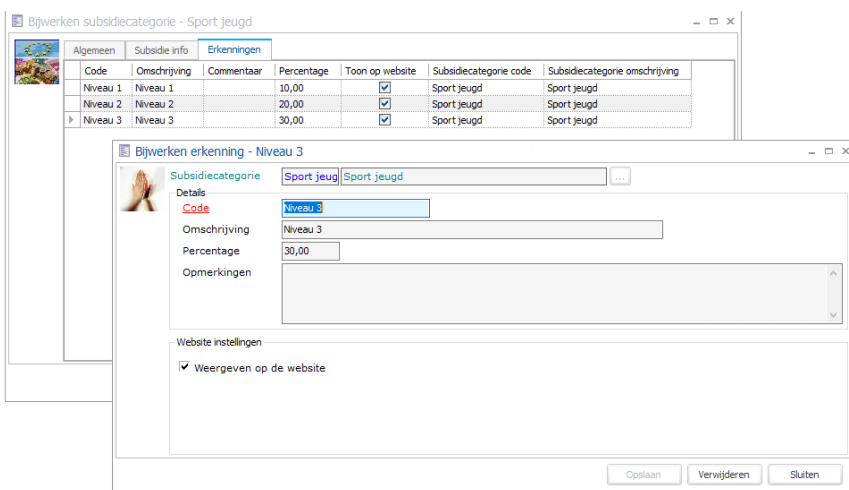 Bijwerken subsidiecategorie - Sport jeugd
Algemeen Subsidie info Erkenningen
Code Omschrijving Commentaar Percentage Toon op website Subsidiecategorie code Subsidiecategorie omschrijving
Niveau 1 Niveau 1 10,00 Sport jeugd Sport jeugd
Niveau 2 Niveau 2 20,00 Sport jeugd Sport jeugd
Niveau 3 Niveau 3 30,00 Sport jeugd Sport jeugd
Bijwerken erkenning - Niveau 3
Subsidiecategorie Sport jeug Sport jeugd ...
Details
Code Niveau 3
Omschrijving Niveau 3
Percentage 30,00
Opmerkingen
Website instellingen
Weergeven op de website
Opslaan Verwijderen Sluiten